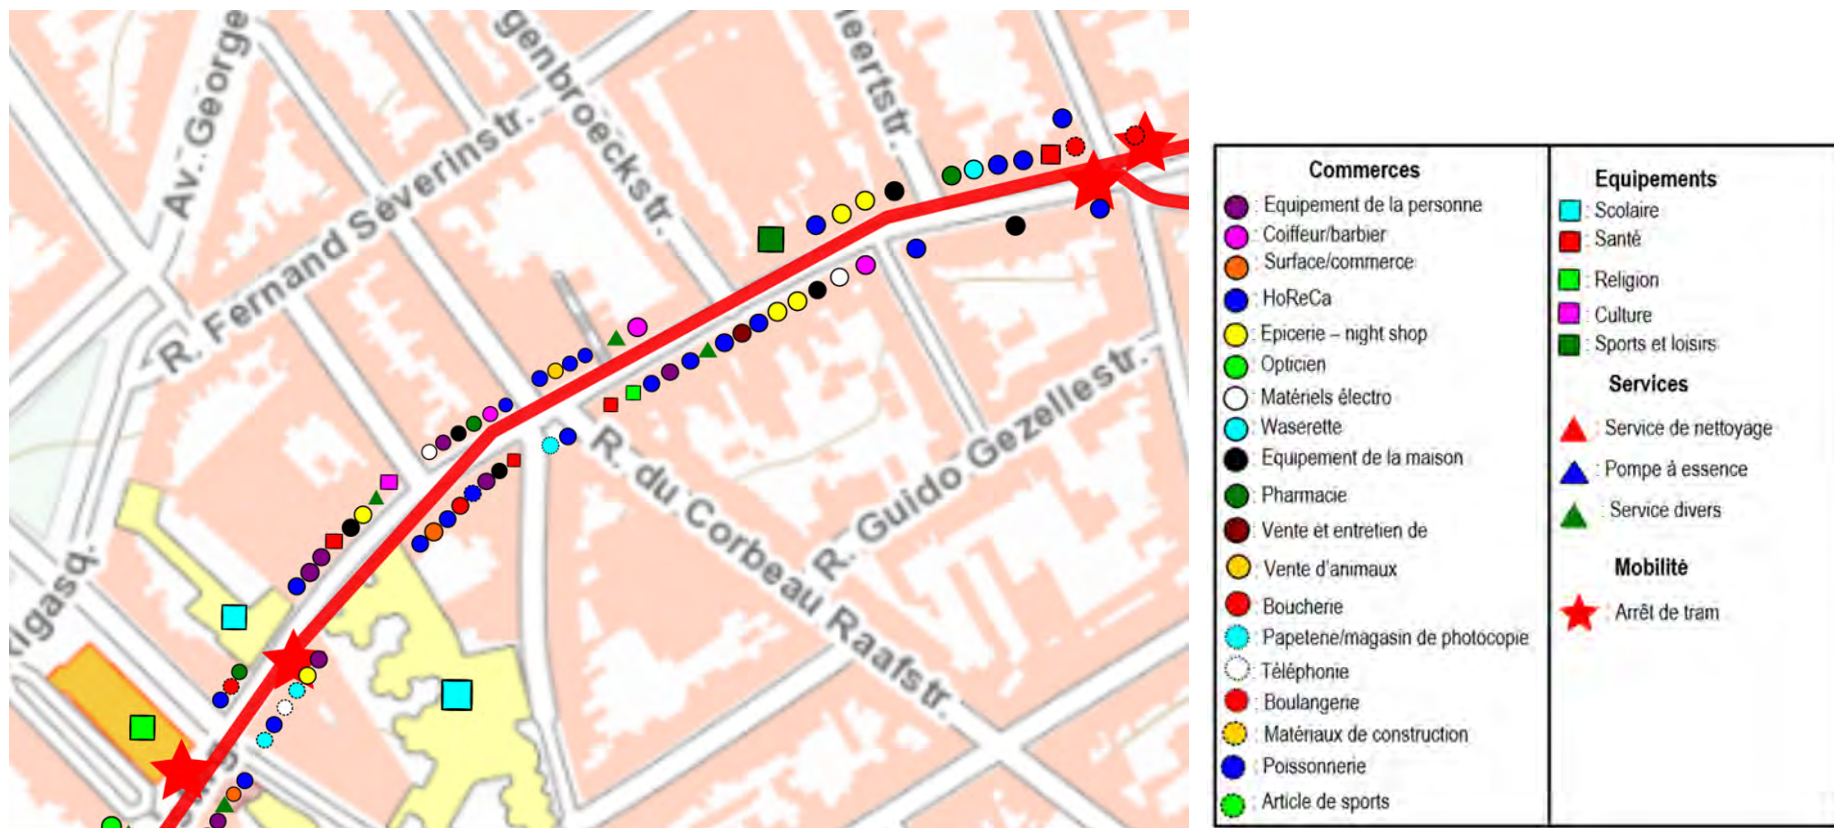 Av. George
genbroeckstr.
eertstr.
R. Fernand Séverinstr.
R. du Corbeau Raafstr.
R. Guido Gezellestr.
igasq.
Commerces
: Equipement de la personne
: Coiffeur/barbier
: Surface/commerce
: HoReCa
: Epicerie – night shop
: Opticien
: Matériels électro
: Waserette
: Equipement de la maison
: Pharmacie
: Vente et entretien de
: Vente d'animaux
: Boucherie
: Papeterie/magasin de photocopie
: Téléphonie
: Boulangerie
: Matériaux de construction
: Poissonnerie
: Article de sports
Equipements
: Scolaire
: Santé
: Religion
: Culture
: Sports et loisirs
Services
: Service de nettoyage
: Pompe à essence
: Service divers
Mobilité
: Arrêt de tram